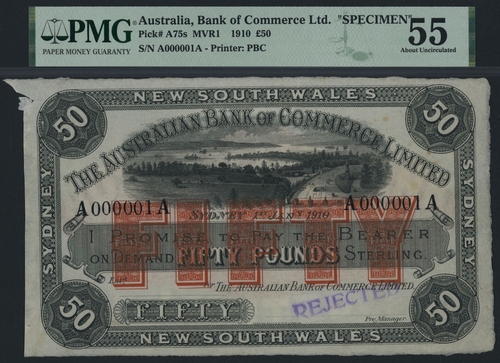 PMG
PAPER MONEY GUARANTY
Australia, Bank of Commerce Ltd. "SPECIMEN"
Pick# A75s MVR1 1910 £50
S/N A000001A - Printer: PBC
55
About Uncirculated
NEW SOUTH WALES
50 50
THE AUSTRALIAN BANK OF COMMERCE LIMITED
SYDNEY SYDNEY
A 000001 A A 000001 A
SYDNEY 1st JANy 1910
FIFTY
I PROMISE TO PAY THE BEARER
ON DEMAND FIFTY POUNDS STERLING.
THE AUSTRALIAN BANK OF COMMERCE LIMITED.
REJECTED
FIFTY
Pro. Manager.
50 50
NEW SOUTH WALES